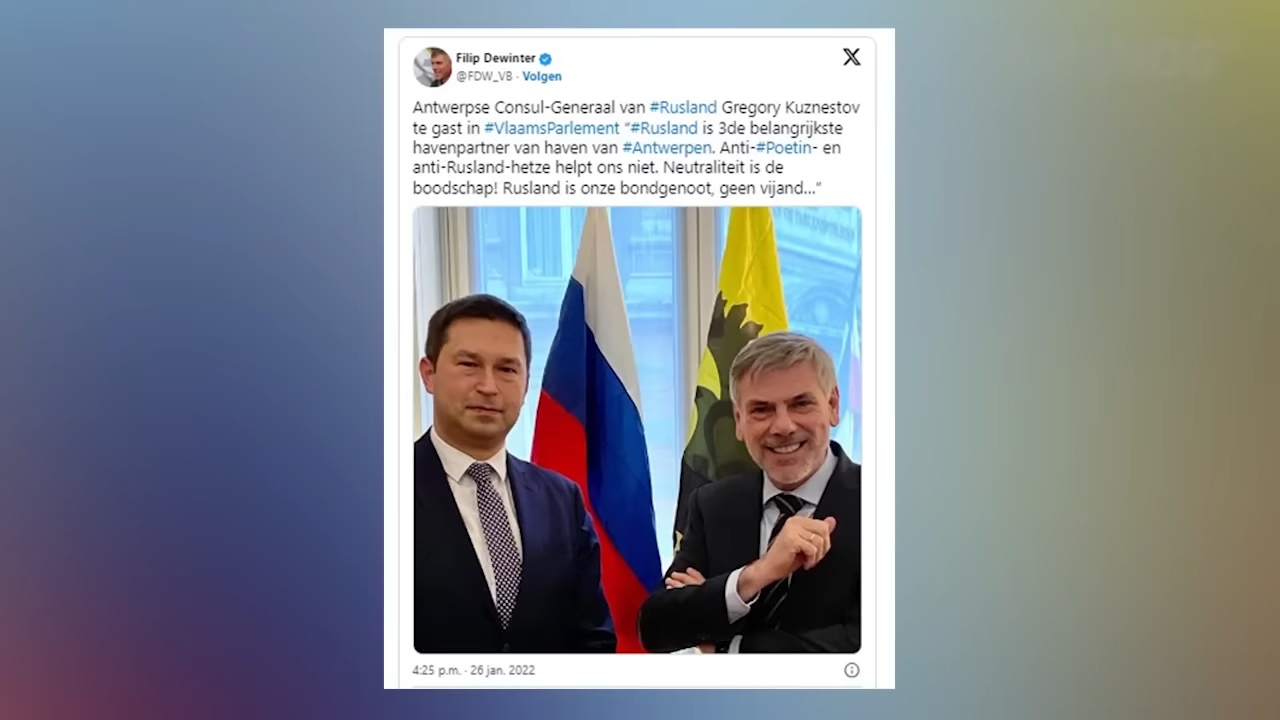 Filip Dewinter
@FDW_VB · Volgen
Antwerpse Consul-Generaal van #Rusland Gregory Kuznestov
te gast in #VlaamsParlement “#Rusland is 3de belangrijkste
havenpartner van haven van #Antwerpen. Anti-#Poetin- en
anti-Rusland-hetze helpt ons niet. Neutraliteit is de
boodschap! Rusland is onze bondgenoot, geen vijand...”
4:25 p.m. · 26 jan. 2022